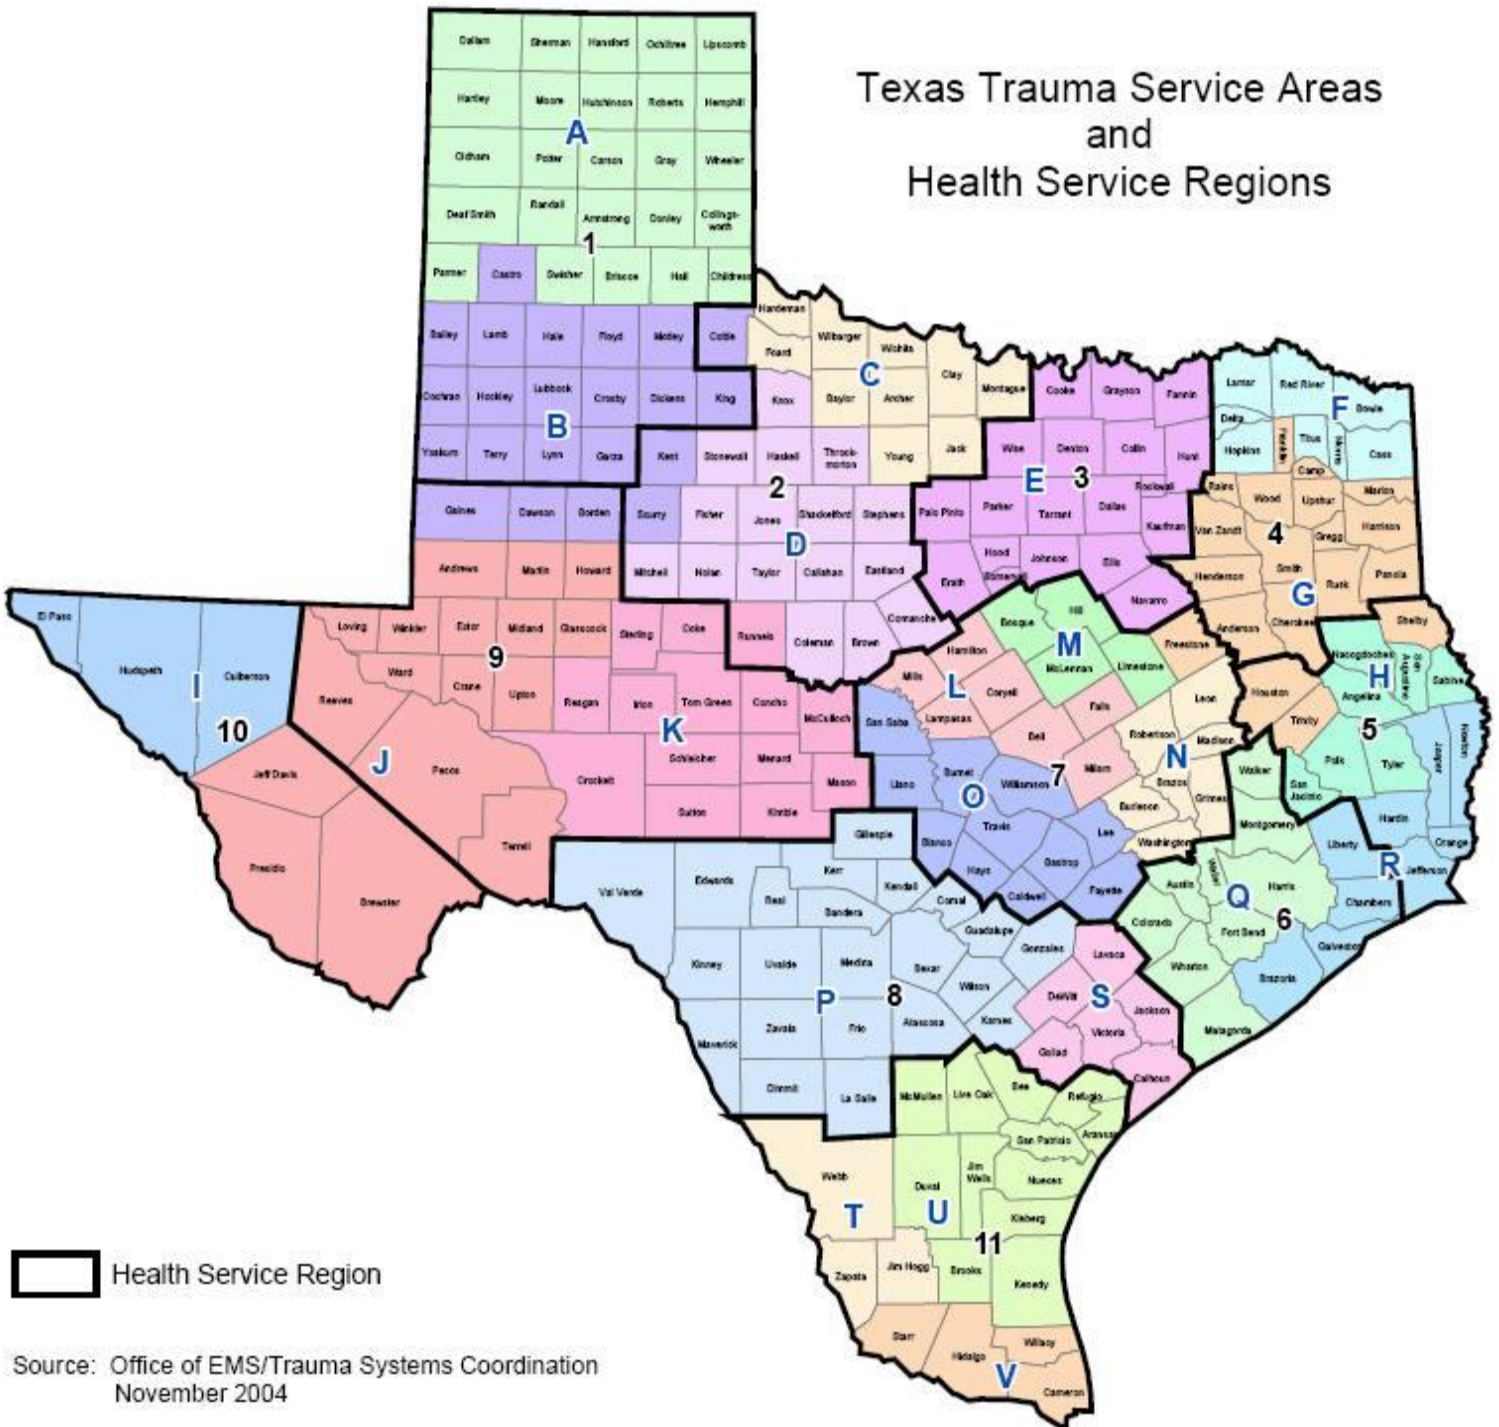 Texas Trauma Service Areas
and
Health Service Regions
Dallam Sherman Hansford Ochiltree Lipscomb
Hartley Moore Hutchinson Roberts Hemphill
A
Oldham Potter Carson Gray Wheeler
Deaf Smith Randall Armstrong Donley Collings-
worth
1
Parmer Castro Swisher Briscoe Hall Childress
Hardeman
Bailey Lamb Hale Floyd Motley Cottle Foard Wilbarger Wichita
C
Clay Montague
Cochran Hockley Lubbock Crosby Dickens King Knox Baylor Archer
B
Yoakum Terry Lynn Garza Kent Stonewall Haskell Throck-
morton Young Jack
2
Gaines Dawson Borden Scurry Fisher Jones Shackelford Stephens
D
Andrews Martin Howard Mitchell Nolan Taylor Callahan Eastland
Runnels Coleman Brown Comanche
Cooke Grayson Fannin
Wise Denton Collin Hunt
E 3
Rockwall
Palo Pinto Parker Tarrant Dallas Kaufman
Erath Hood Somervell Johnson Ellis Navarro
Lamar Red River Bowie
F
Delta Hopkins Franklin Titus Morris Cass
Camp
Rains Wood Upshur Marion
Van Zandt 4 Gregg Harrison
Henderson Smith Rusk Panola
G
Anderson Cherokee Shelby
El Paso Hudspeth Culberson
I
10
Loving Winkler Ector Midland Glasscock Sterling Coke
9
Reeves Ward Crane Upton Reagan Irion Tom Green Concho McCulloch
J K
Jeff Davis Pecos Crockett Schleicher Menard Mason
Presidio Brewster Terrell Sutton Kimble
Bosque Hill
M
McLennan Limestone Freestone
Hamilton
Mills L Coryell Falls Leon
San Saba Lampasas Bell Robertson Madison
N
7
Llano Burnet Williamson Milam Brazos Grimes
O
Burleson
Blanco Travis Lee Washington
Hays Bastrop
Caldwell Fayette
Houston Trinity
Nacogdoches San Augustine Sabine
H
Angelina
5
Polk Tyler Jasper Newton
San
Jacinto
Walker
Montgomery Hardin
Liberty Orange
R Jefferson
Austin Waller Harris
Q
6
Chambers
Colorado Fort Bend Galveston
Wharton Brazoria
Matagorda
Gillespie
Val Verde Edwards Kerr Kendall
Real Bandera Comal
Guadalupe Gonzales
Kinney Uvalde Medina Bexar Wilson
P 8
Maverick Zavala Frio Atascosa Karnes
Dimmit La Salle
Lavaca
DeWitt S
Jackson
Victoria
Goliad
Calhoun
McMullen Live Oak Bee Refugio
San Patricio Aransas
Webb Duval Jim
Wells Nueces
T U
Kleberg
11
Zapata Jim Hogg Brooks Kenedy
Starr Hidalgo Willacy
V
Cameron
Health Service Region
Source: Office of EMS/Trauma Systems Coordination
November 2004